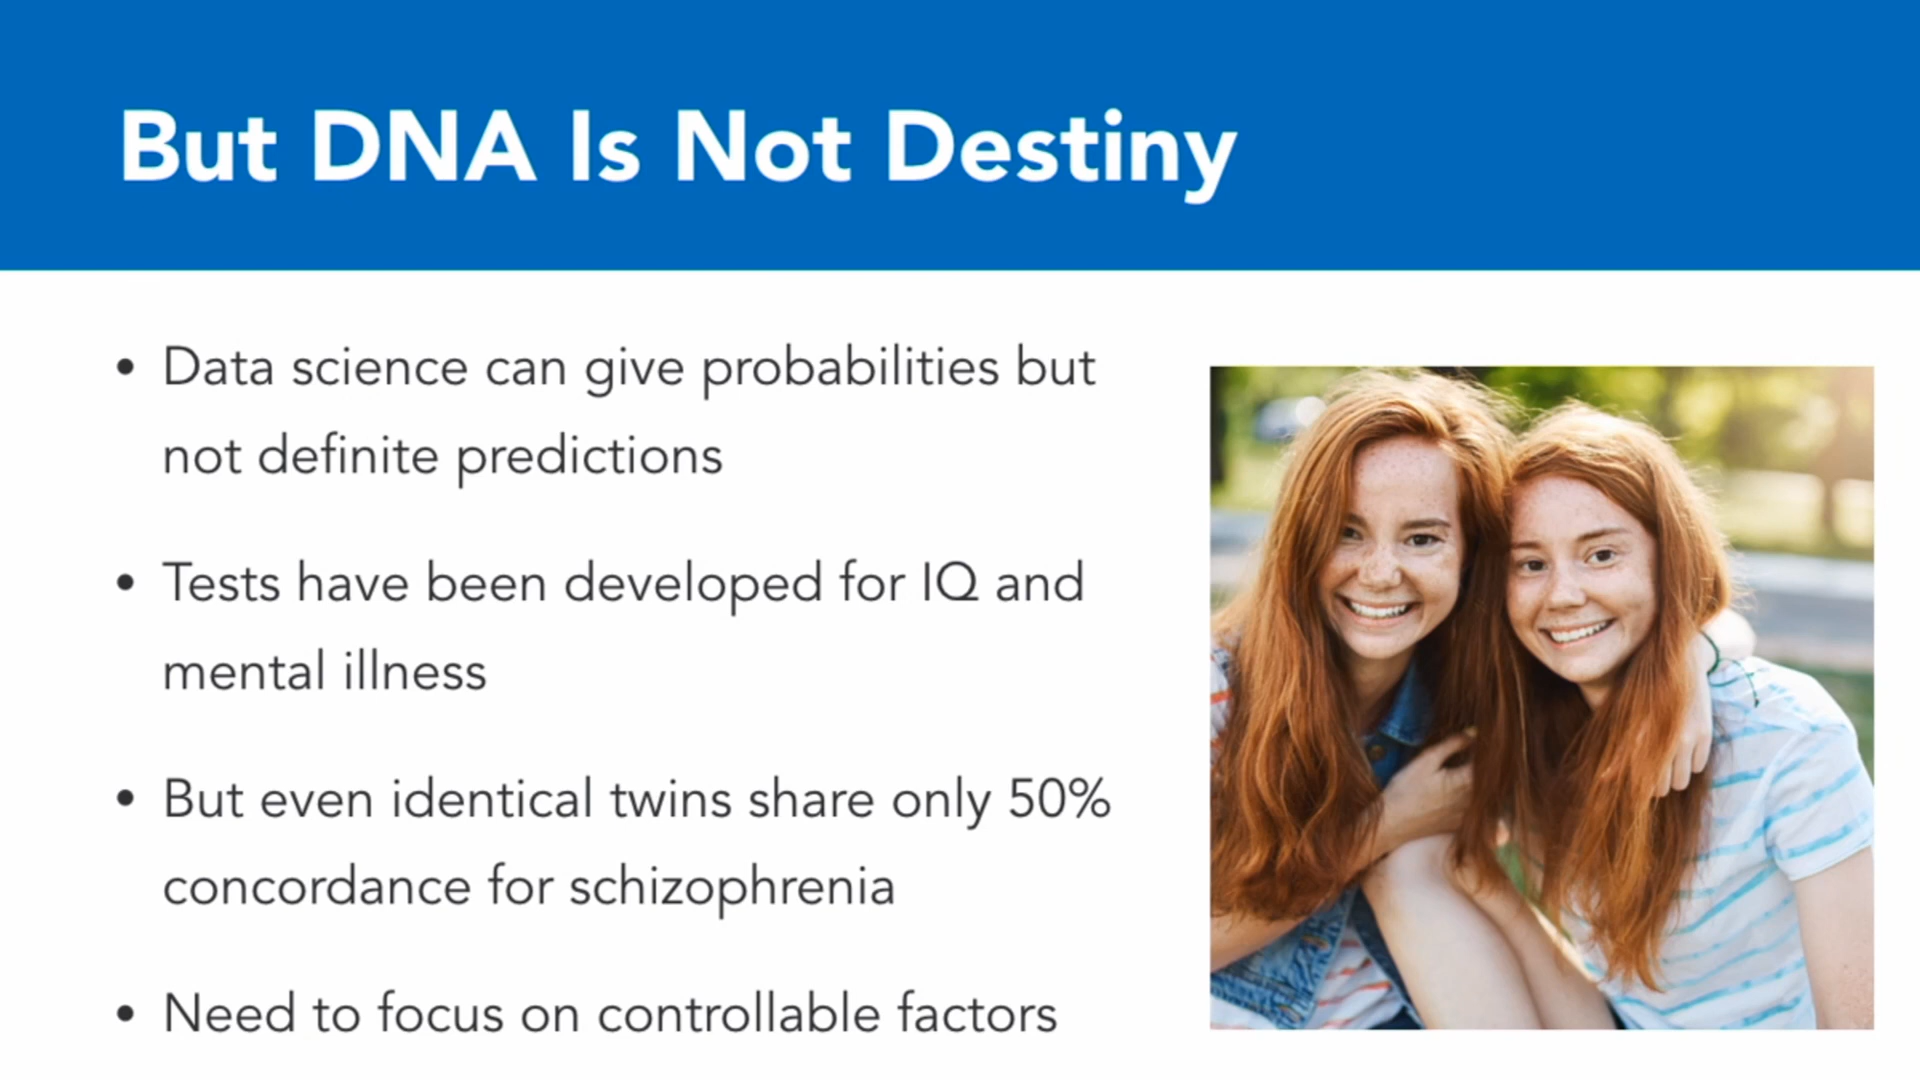 But DNA Is Not Destiny
• Data science can give probabilities but
not definite predictions
• Tests have been developed for IQ and
mental illness
• But even identical twins share only 50%
concordance for schizophrenia
• Need to focus on controllable factors